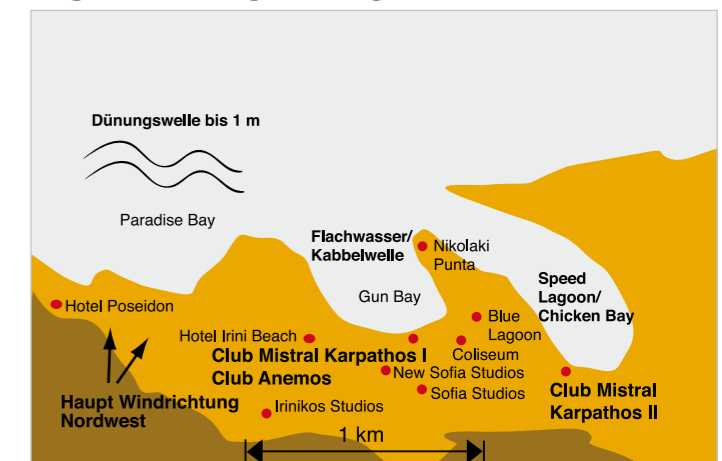 Dünungswelle bis 1 m
Paradise Bay
Flachwasser/
Kabbelwelle
Nikolaki
Punta
Gun Bay
Speed
Lagoon/
Chicken Bay
Hotel Poseidon
Blue
Lagoon
Hotel Irini Beach
Coliseum
Club Mistral Karpathos I
Club Anemos
New Sofia Studios
Sofia Studios
Club Mistral
Karpathos II
Haupt Windrichtung
Nordwest
Irinikos Studios
1 km